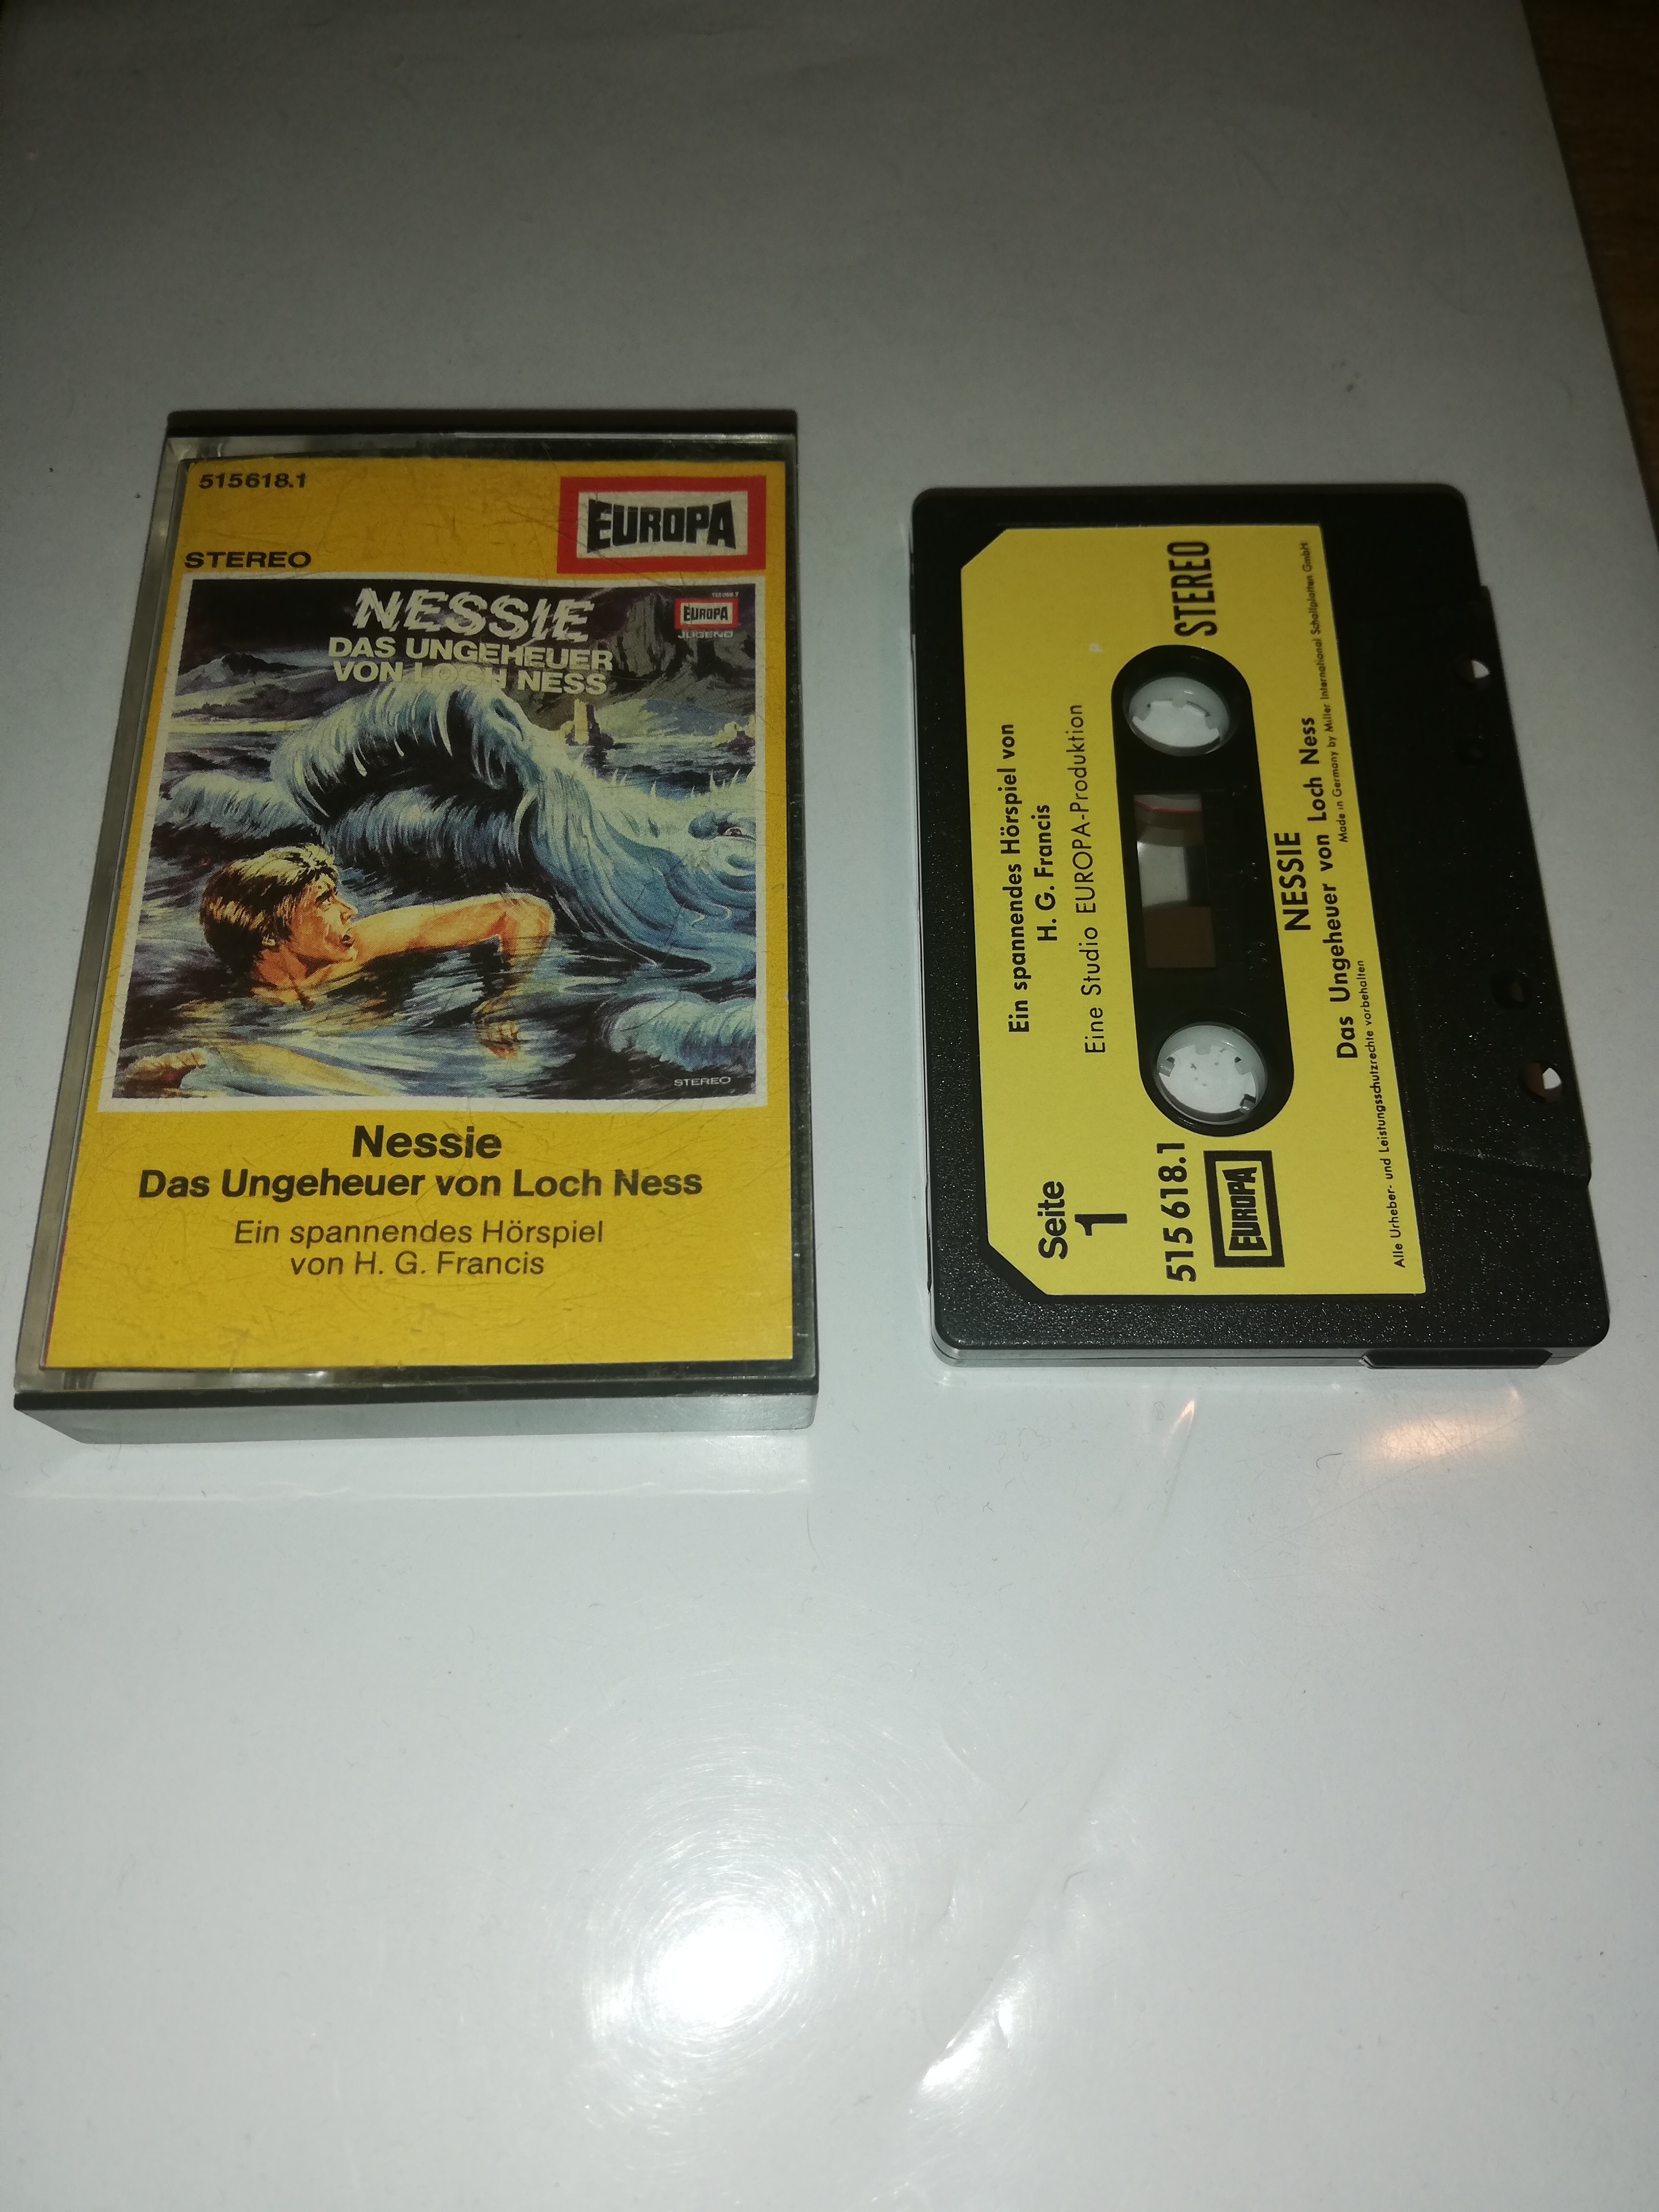 515618.1
EUROPA
STEREO
NESSIE
DAS UNGEHEUER
VON LOCH NESS
EUROPA
JUGEND
STEREO
Nessie
Das Ungeheuer von Loch Ness
Ein spannendes Hörspiel
von H. G. Francis
Ein spannendes Hörspiel von
H. G. Francis
Eine Studio EUROPA-Produktion
Seite
1
515 618.1
EUROPA
STEREO
NESSIE
Das Ungeheuer von Loch Ness
Made in Germany by Miller International Schallplatten GmbH
Alle Urheber- und Leistungsschutzrechte vorbehalten